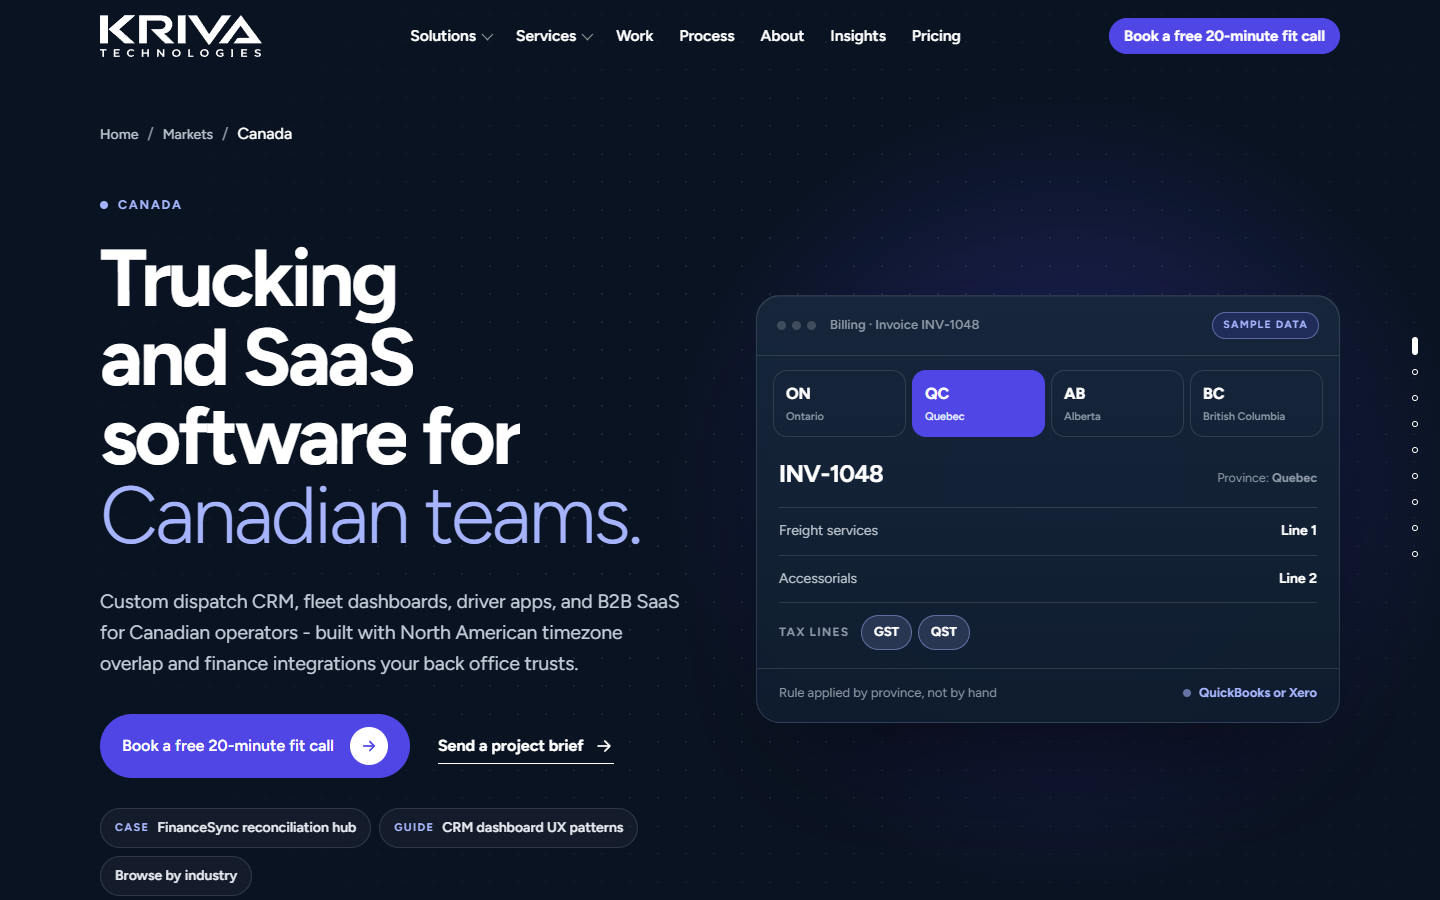 KRIVA
TECHNOLOGIES
Solutions
Services
Work
Process
About
Insights
Pricing
Book a free 20-minute fit call
Home / Markets / Canada
CANADA
Trucking
and SaaS
software for
Canadian teams.
Custom dispatch CRM, fleet dashboards, driver apps, and B2B SaaS
for Canadian operators - built with North American timezone
overlap and finance integrations your back office trusts.
Book a free 20-minute fit call
Send a project brief
CASE FinanceSync reconciliation hub
GUIDE CRM dashboard UX patterns
Browse by industry
Billing · Invoice INV-1048
SAMPLE DATA
ON
Ontario
QC
Quebec
AB
Alberta
BC
British Columbia
INV-1048
Province: Quebec
Freight services
Line 1
Accessorials
Line 2
TAX LINES GST QST
Rule applied by province, not by hand
QuickBooks or Xero